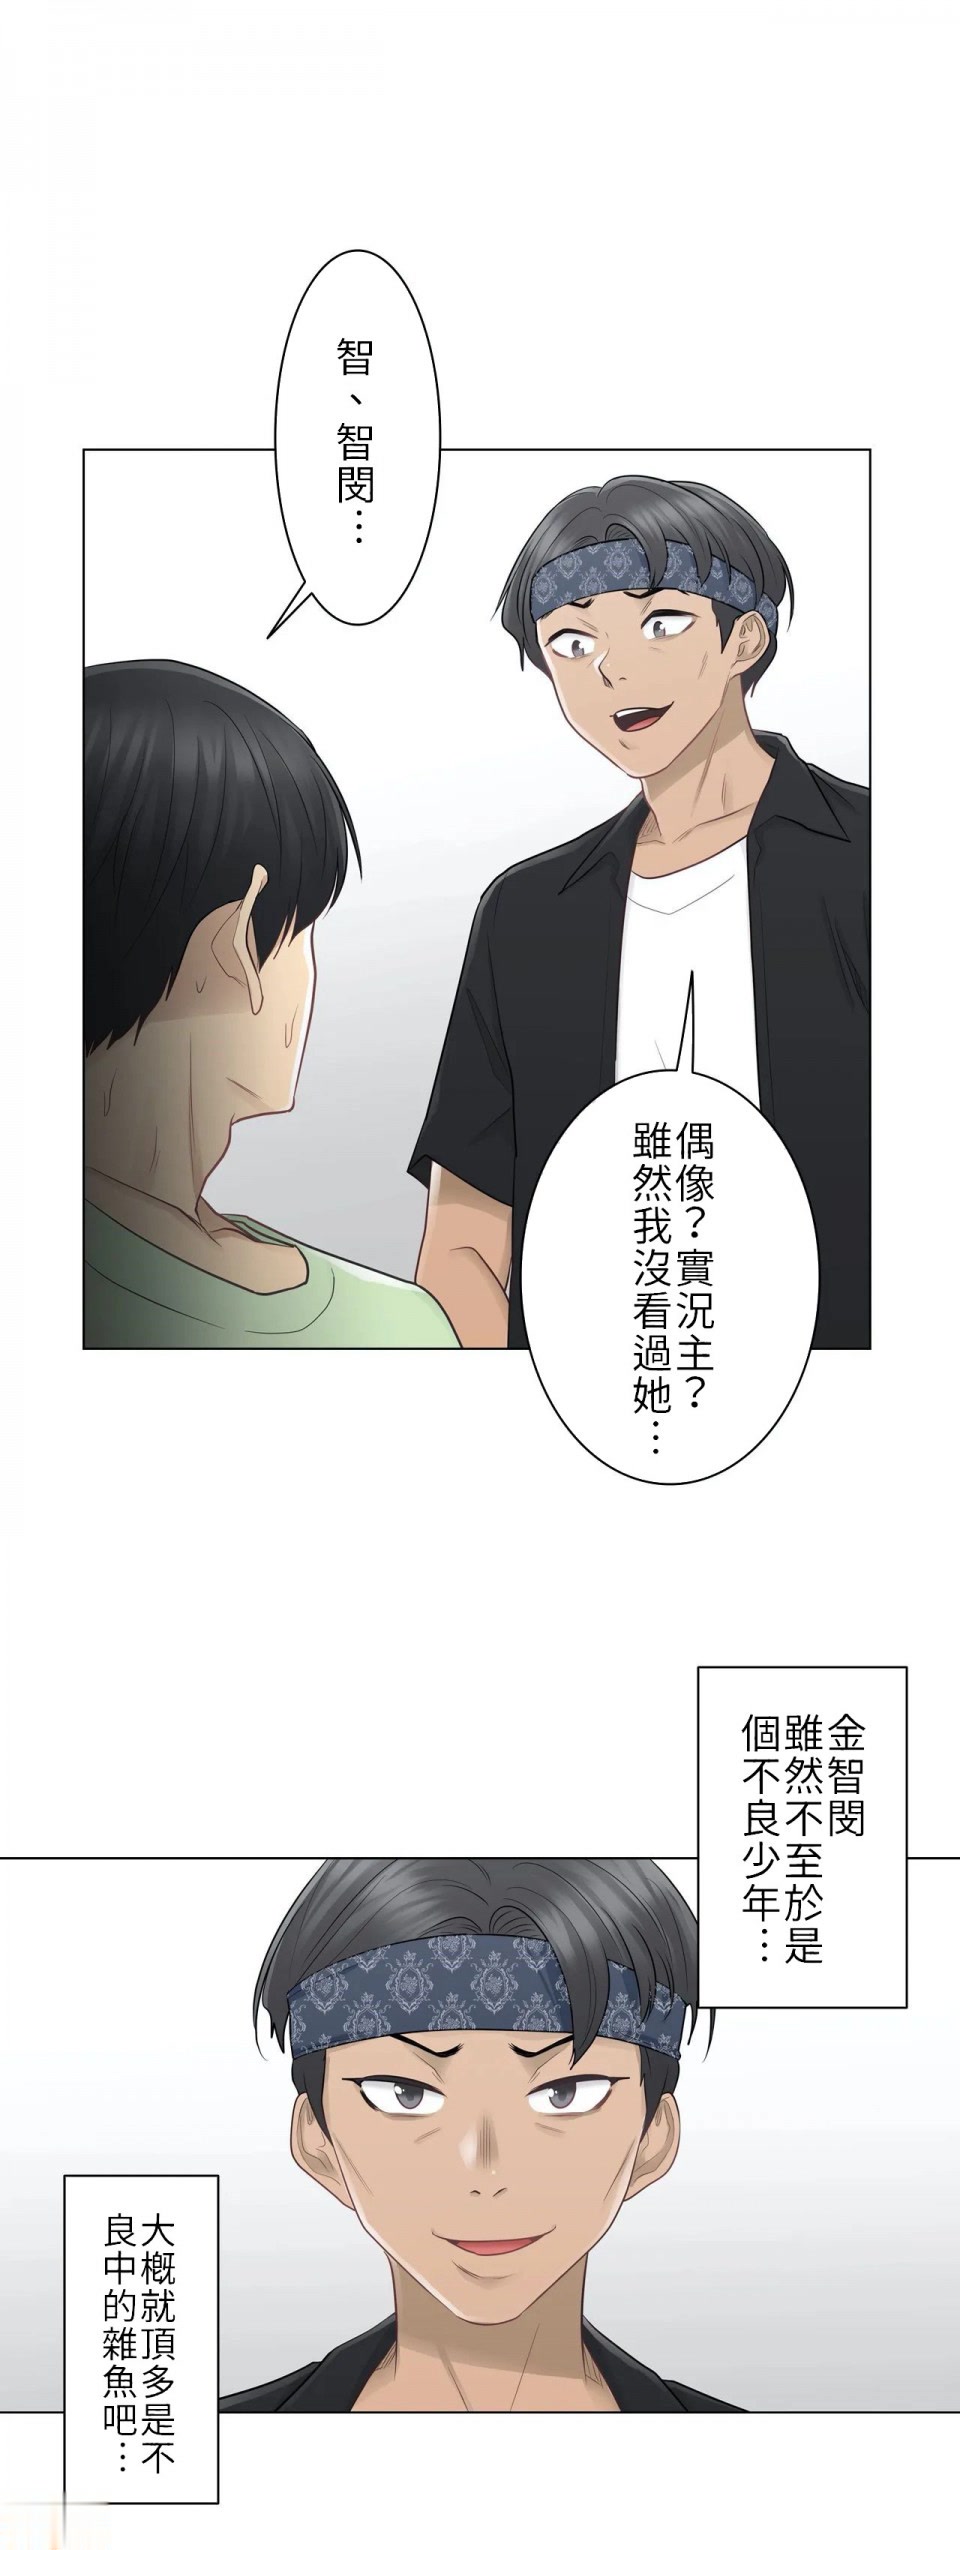 智、智閔…
偶像？實況主？
雖然我沒看過她…
金智閔
雖然不至於是
個不良少年…
大概就頂多是不
良中的雜魚吧…